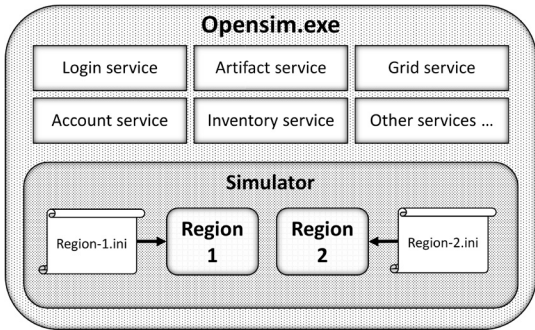 Opensim.exe
Login service
Artifact service
Grid service
Account service
Inventory service
Other services ...
Simulator
Region-1.ini
Region
1
Region
2
Region-2.ini